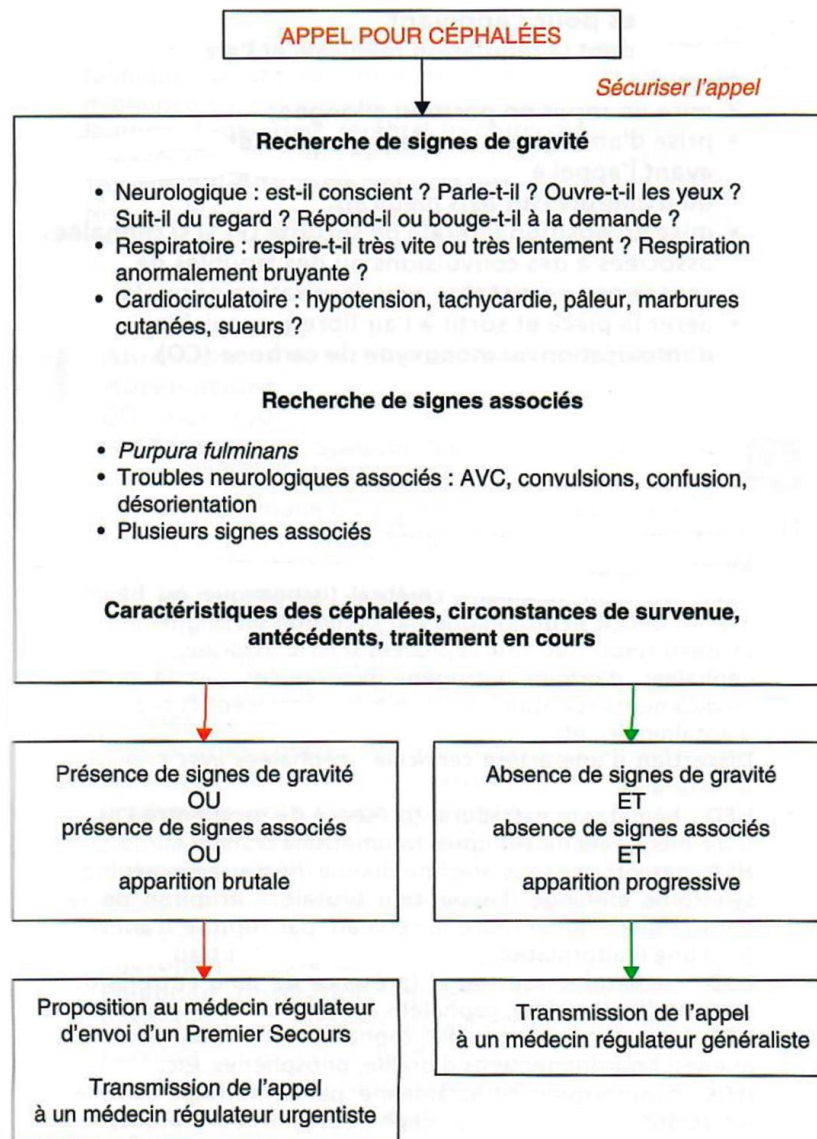 us pour l'appelant
APPEL POUR CÉPHALÉES
Sécuriser l'appel
Recherche de signes de gravité
• Neurologique : est-il conscient ? Parle-t-il ? Ouvre-t-il les yeux ?
Suit-il du regard ? Répond-il ou bouge-t-il à la demande ?
• Respiratoire : respire-t-il très vite ou très lentement ? Respiration
anormalement bruyante ?
• Cardiocirculatoire : hypotension, tachycardie, pâleur, marbrures
cutanées, sueurs ?
Recherche de signes associés
• Purpura fulminans
• Troubles neurologiques associés : AVC, convulsions, confusion,
désorientation
• Plusieurs signes associés
Caractéristiques des céphalées, circonstances de survenue,
antécédents, traitement en cours
Présence de signes de gravité
OU
présence de signes associés
OU
apparition brutale
Absence de signes de gravité
ET
absence de signes associés
ET
apparition progressive
Proposition au médecin régulateur
d'envoi d'un Premier Secours
Transmission de l'appel
à un médecin régulateur urgentiste
Transmission de l'appel
à un médecin régulateur généraliste